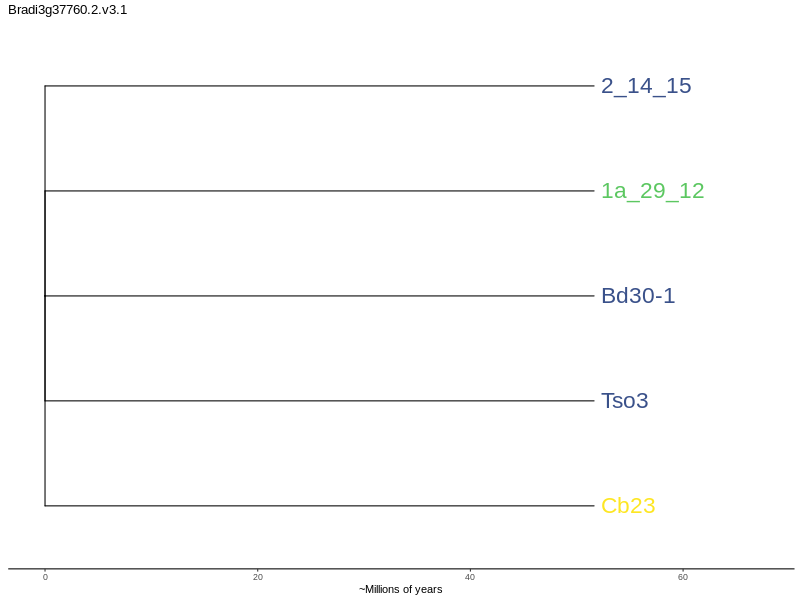 Bradi3g37760.2.v3.1
2_14_15
1a_29_12
Bd30-1
Tso3
Cb23
0 20 40 60
~Millions of years